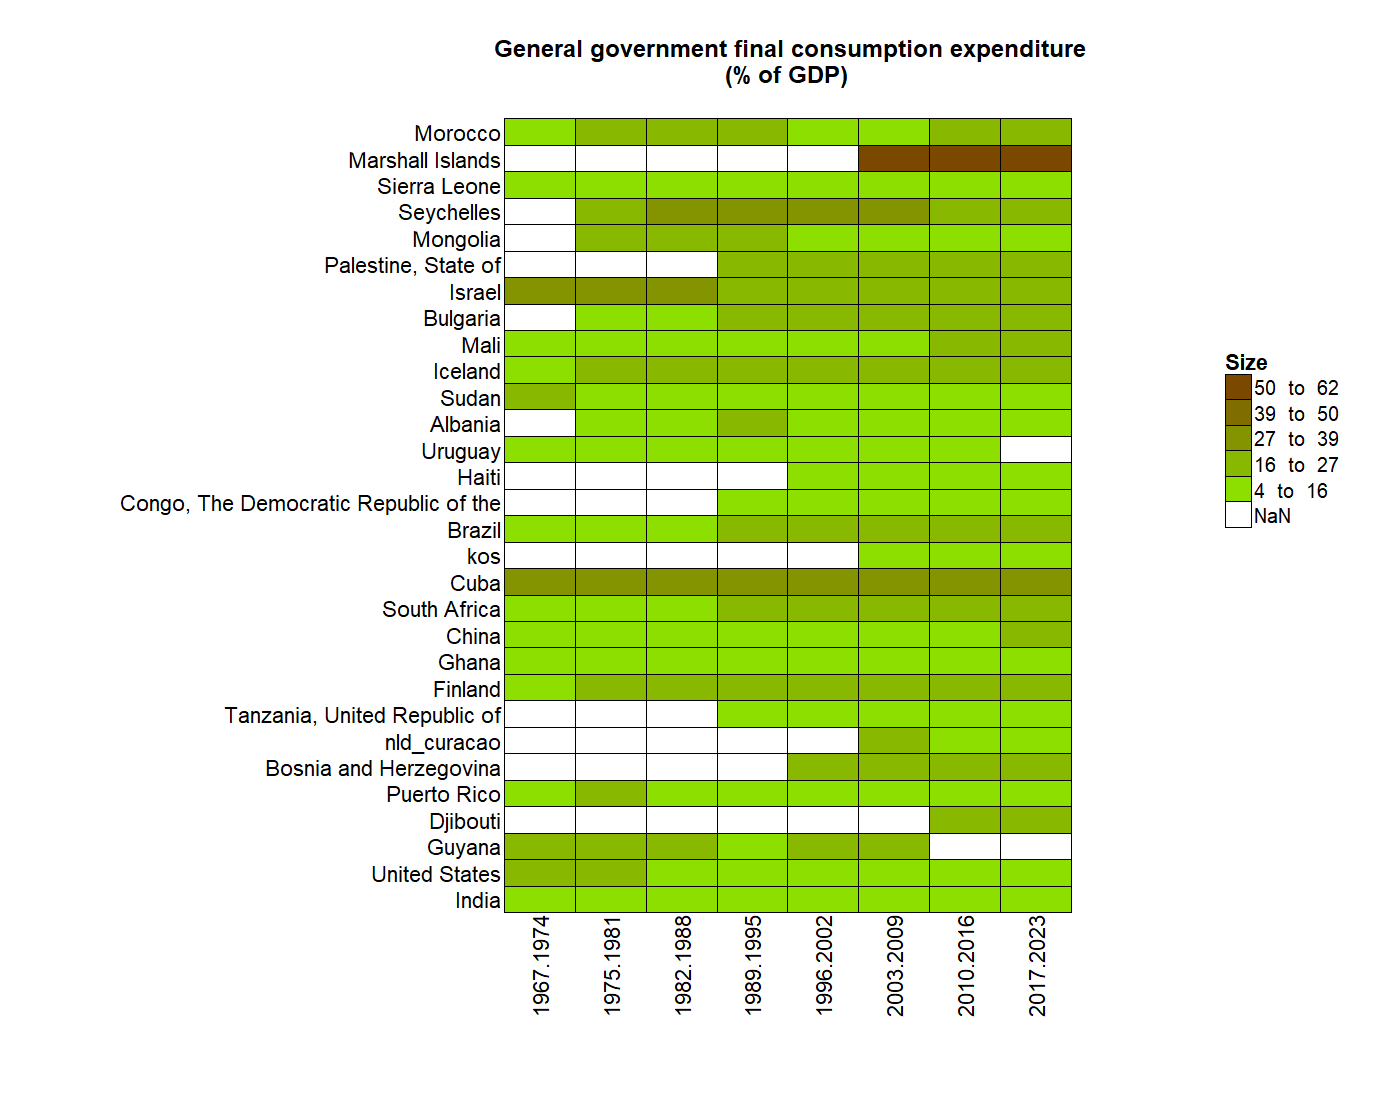 General government final consumption expenditure
(% of GDP)
Morocco
Marshall Islands
Sierra Leone
Seychelles
Mongolia
Palestine, State of
Israel
Bulgaria
Mali
Iceland
Sudan
Albania
Uruguay
Haiti
Congo, The Democratic Republic of the
Brazil
kos
Cuba
South Africa
China
Ghana
Finland
Tanzania, United Republic of
nld_curacao
Bosnia and Herzegovina
Puerto Rico
Djibouti
Guyana
United States
India
1967.1974
1975.1981
1982.1988
1989.1995
1996.2002
2003.2009
2010.2016
2017.2023
Size
50 to 62
39 to 50
27 to 39
16 to 27
4 to 16
NaN